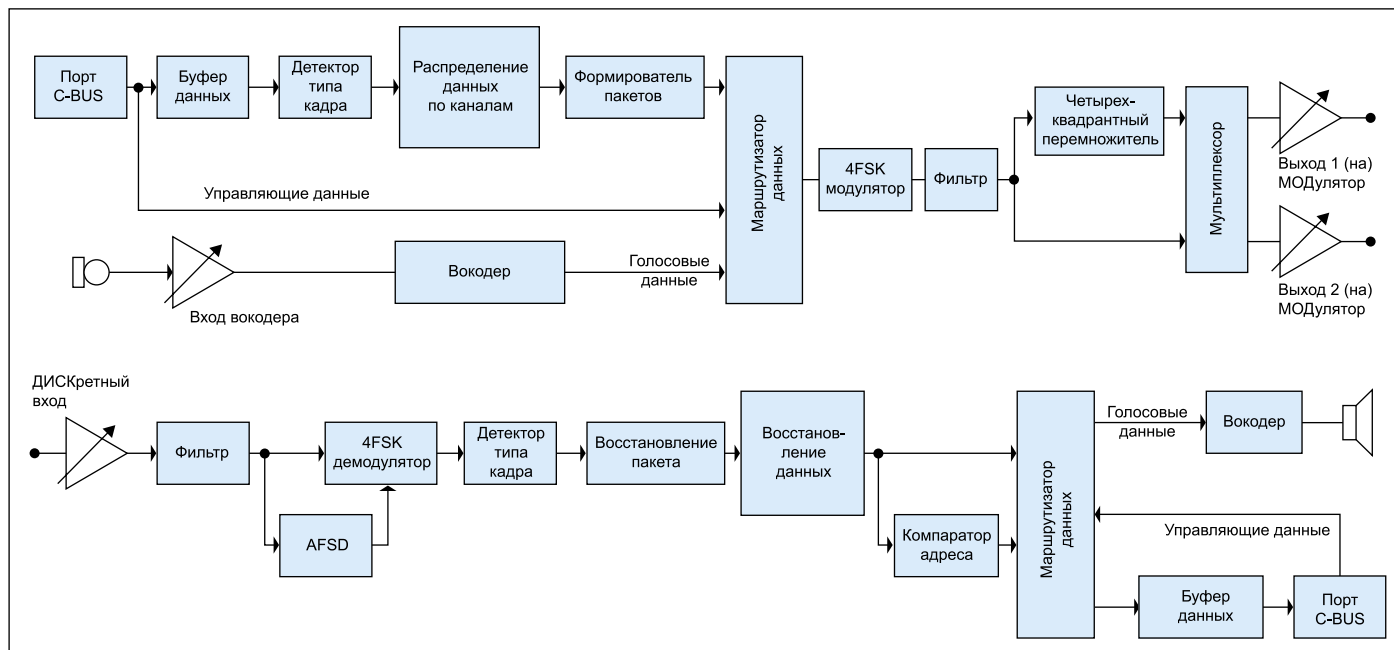 Порт
C-BUS
Буфер
данных
Детектор
типа
кадра
Распределение
данных
по каналам
Формирователь
пакетов
Маршрутизатор
данных
4FSK
модулятор
Фильтр
Четырех-
квадрантный
перемножитель
Мультиплексор
Выход 1 (на)
МОДулятор
Выход 2 (на)
МОДулятор
Управляющие данные
Вход вокодера
Вокодер
Голосовые
данные
ДИСКретный
вход
Фильтр
AFSD
4FSK
демодулятор
Детектор
типа
кадра
Восстановление
пакета
Восстанов-
ление
данных
Компаратор
адреса
Маршрутизатор
данных
Голосовые
данные
Вокодер
Управляющие данные
Буфер
данных
Порт
C-BUS